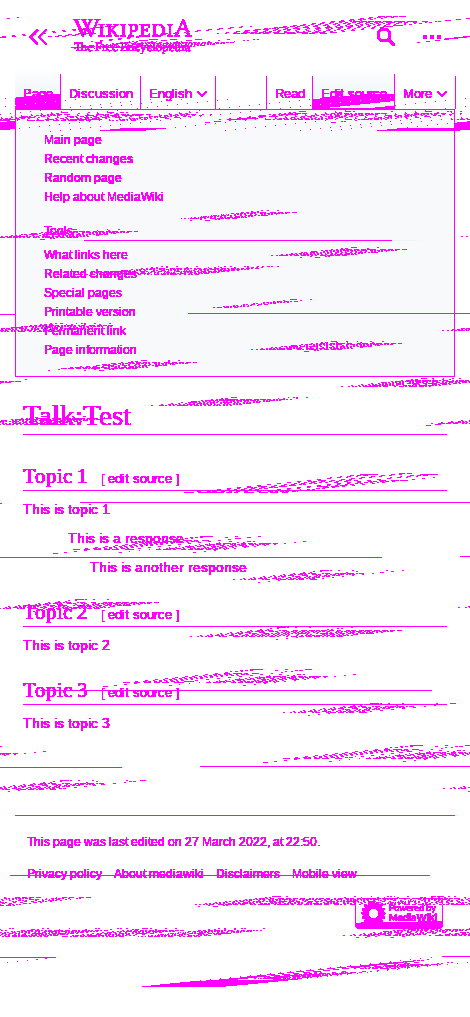 WIKIPEDIA
The Free Encyclopedia
Page Discussion English Read Edit source More
Main page
Recent changes
Random page
Help about MediaWiki
Tools
What links here
Related changes
Special pages
Printable version
Permanent link
Page information
Talk:Test
Topic 1 [ edit source ]
This is topic 1
This is a response
This is another response
Topic 2 [ edit source ]
This is topic 2
Topic 3 [ edit source ]
This is topic 3
This page was last edited on 27 March 2022, at 22:50.
Privacy policy About mediawiki Disclaimers Mobile view
Powered by
MediaWiki